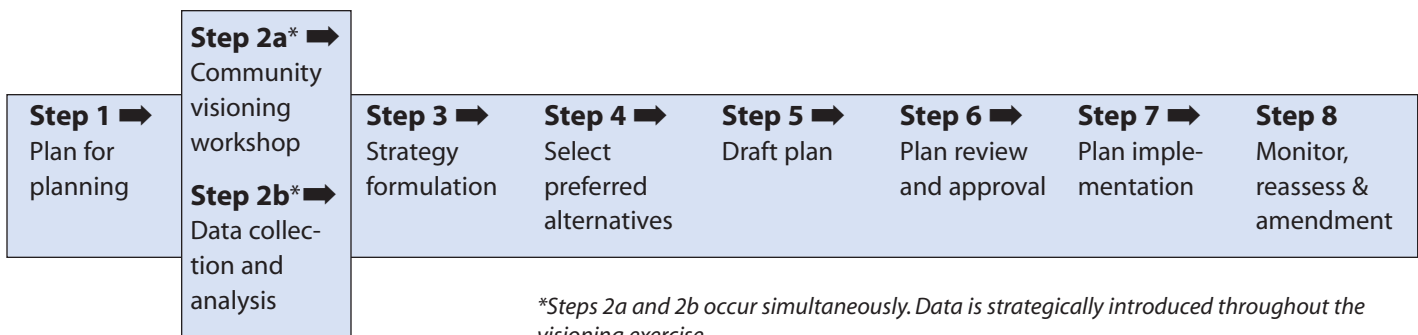 Step 1 ➡
Plan for
planning
Step 2a* ➡
Community
visioning
workshop
Step 2b* ➡
Data collec-
tion and
analysis
Step 3 ➡
Strategy
formulation
Step 4 ➡
Select
preferred
alternatives
Step 5 ➡
Draft plan
Step 6 ➡
Plan review
and approval
Step 7 ➡
Plan imple-
mentation
Step 8
Monitor,
reassess &
amendment
*Steps 2a and 2b occur simultaneously. Data is strategically introduced throughout the
visioning exercise